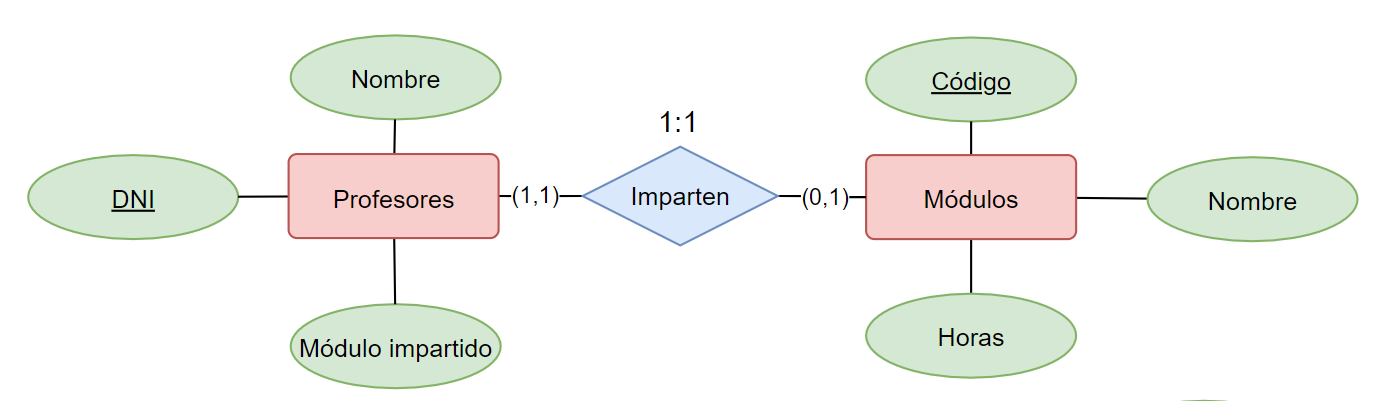 Nombre
Código
1:1
DNI
Profesores
(1,1)
Imparten
(0,1)
Módulos
Nombre
Módulo impartido
Horas